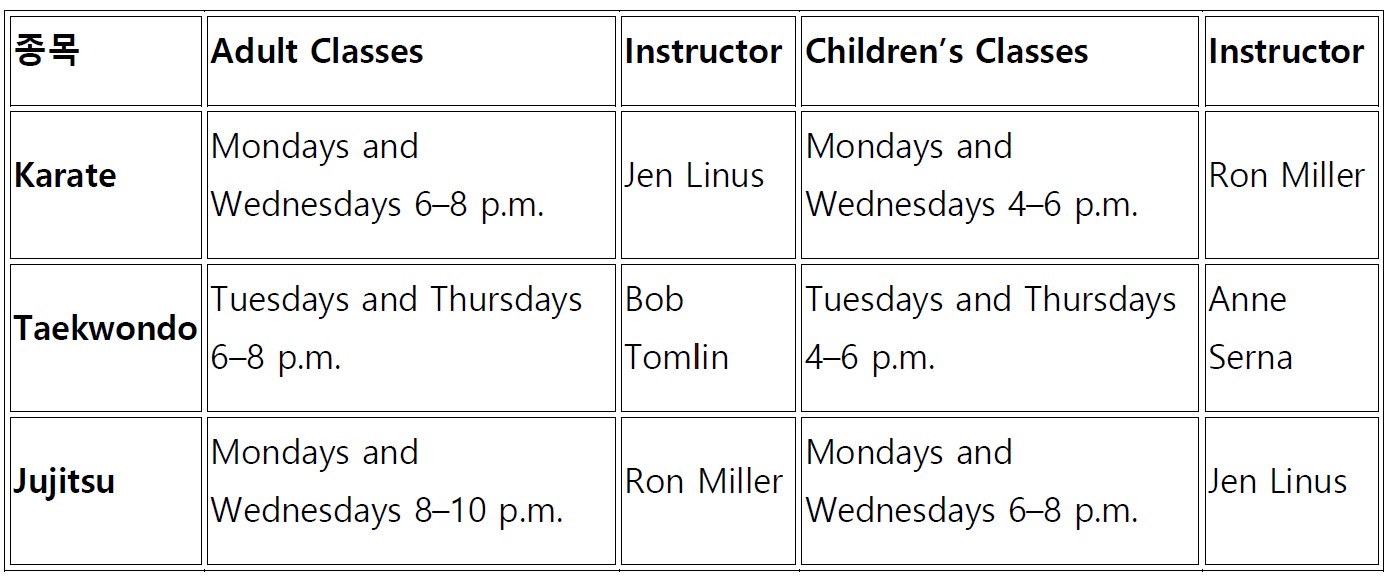 종목 Adult Classes Instructor Children’s Classes Instructor
Karate
Mondays and
Wednesdays 6–8 p.m.
Jen Linus
Mondays and
Wednesdays 4–6 p.m.
Ron Miller
Taekwondo
Tuesdays and Thursdays
6–8 p.m.
Bob
Tomlin
Tuesdays and Thursdays
4–6 p.m.
Anne
Serna
Jujitsu
Mondays and
Wednesdays 8–10 p.m.
Ron Miller
Mondays and
Wednesdays 6–8 p.m.
Jen Linus